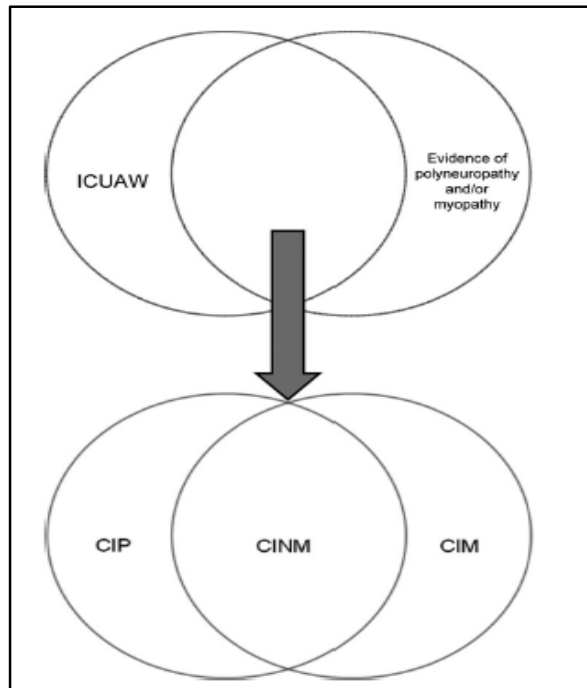 ICUAW
Evidence of
polyneuropathy
and/or
myopathy
CIP
CINM
CIM